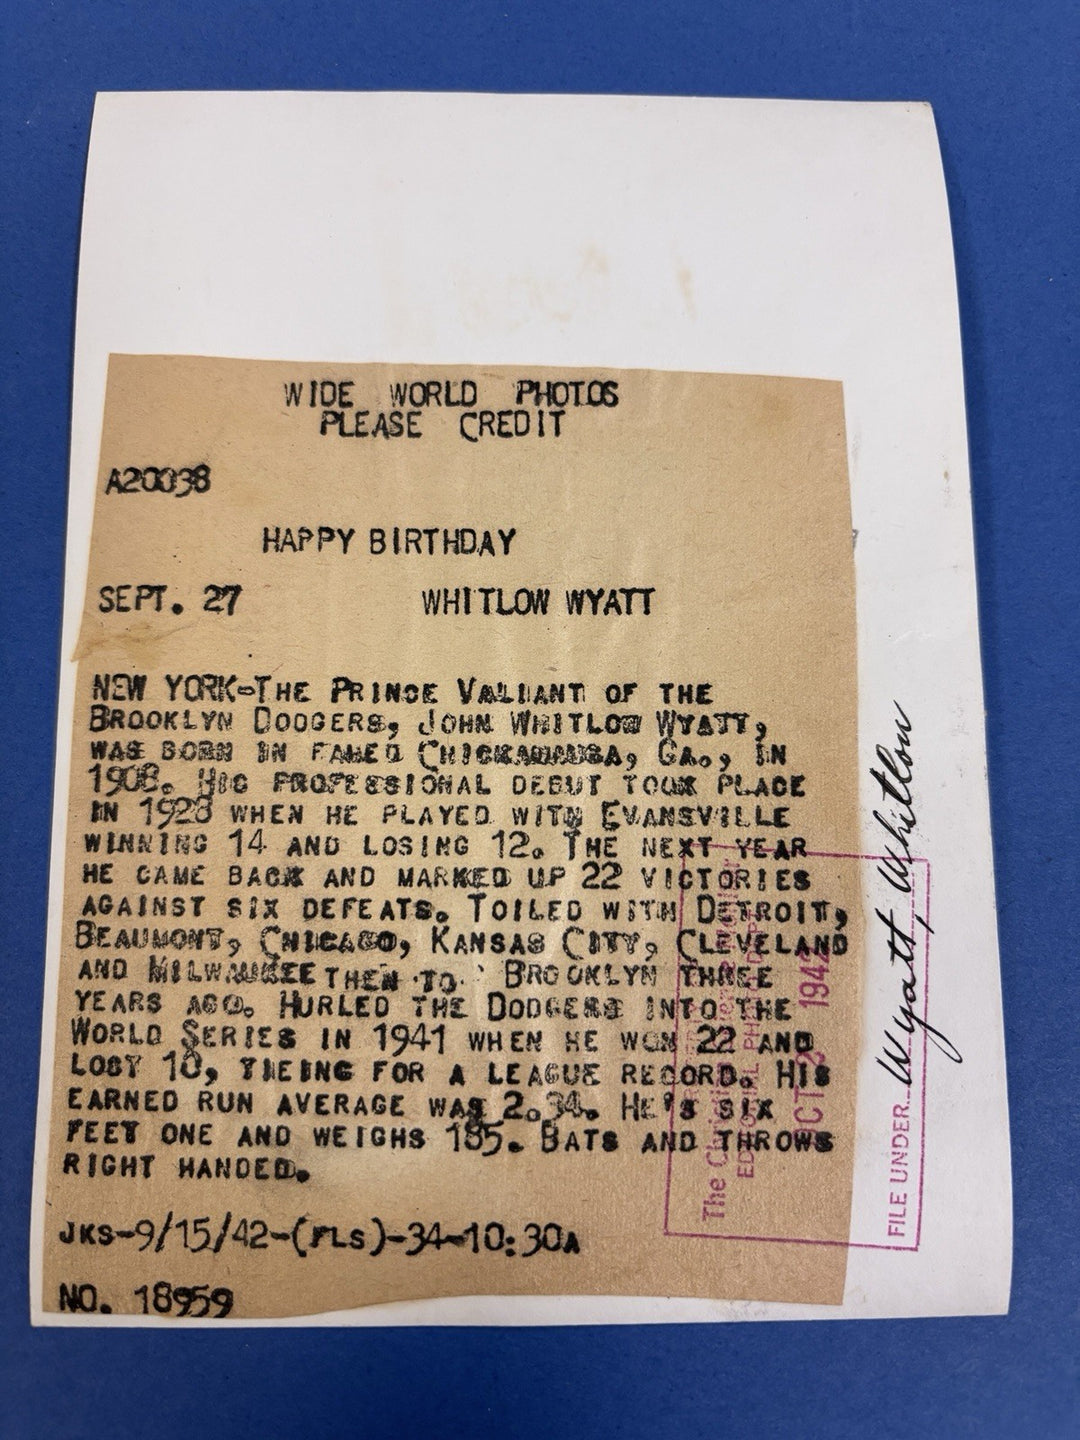 WIDE WORLD PHOTOS
PLEASE CREDIT
A20038
HAPPY BIRTHDAY
SEPT. 27 WHITLOW WYATT
NEW YORK-THE PRINCE VALIANT OF THE
BROOKLYN DODGERS, JOHN WHITLOW WYATT,
WAS BORN IN FAMED CHICKAMAUGA, GA., IN
1908. HIS PROFESSIONAL DEBUT TOOK PLACE
IN 1928 WHEN HE PLAYED WITH EVANSVILLE
WINNING 14 AND LOSING 12. THE NEXT YEAR
HE CAME BACK AND MARKED UP 22 VICTORIES
AGAINST SIX DEFEATS. TOILED WITH DETROIT,
BEAUMONT, CHICAGO, KANSAS CITY, CLEVELAND
AND MILWAUKEE THEN TO BROOKLYN THREE
YEARS AGO. HURLED THE DODGERS INTO THE
WORLD SERIES IN 1941 WHEN HE WON 22 AND
LOST 10, TIEING FOR A LEAGUE RECORD. HIS
EARNED RUN AVERAGE WAS 2.34. HE'S SIX
FEET ONE AND WEIGHS 185. BATS AND THROWS
RIGHT HANDED.
JKS-9/15/42-(FLS)-34-10:30A
NO. 18959
The Christian
OCT 1942
FILE UNDER Wyatt, Whitlow